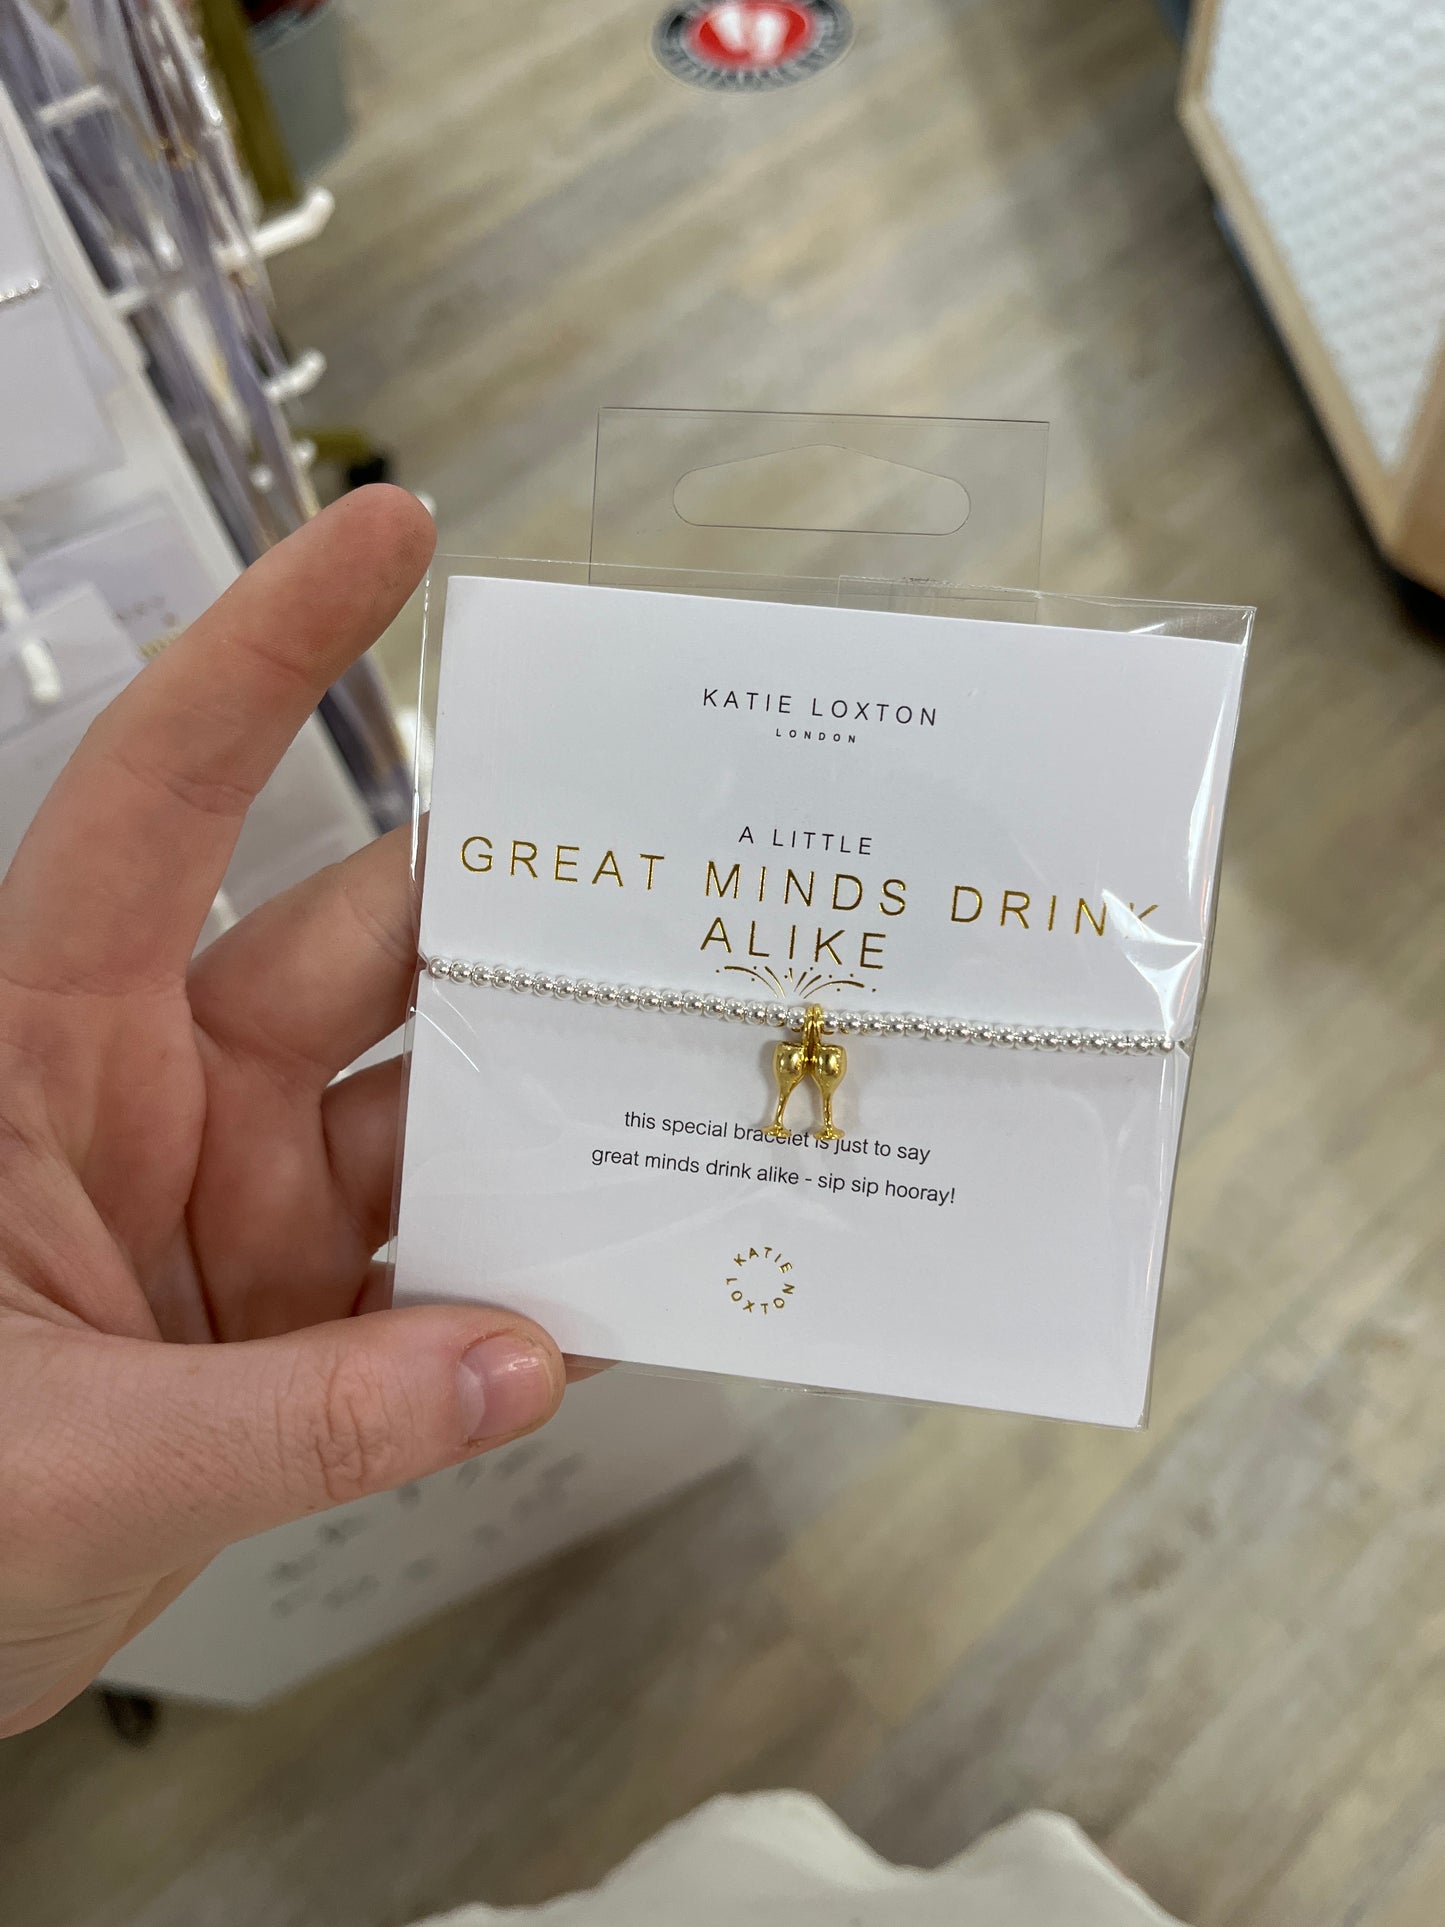 KATIE LOXTON
LONDON
A LITTLE
GREAT MINDS DRINK
ALIKE
this special bracelet is just to say
great minds drink alike - sip sip hooray!
KATIE LOXTON